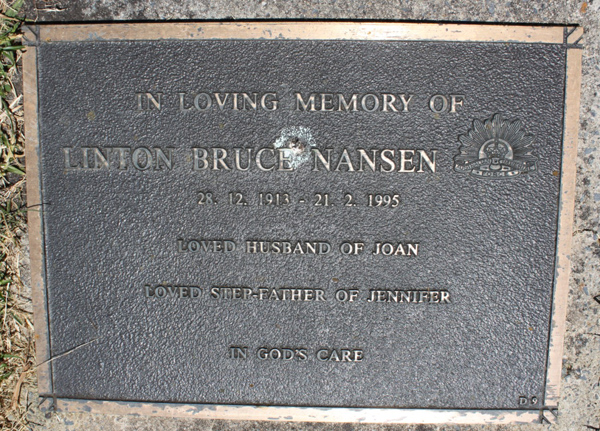 IN LOVING MEMORY OF
LINTON BRUCE NANSEN
28. 12. 1913 - 21. 2. 1995
LOVED HUSBAND OF JOAN
LOVED STEP-FATHER OF JENNIFER
IN GOD'S CARE
D 9